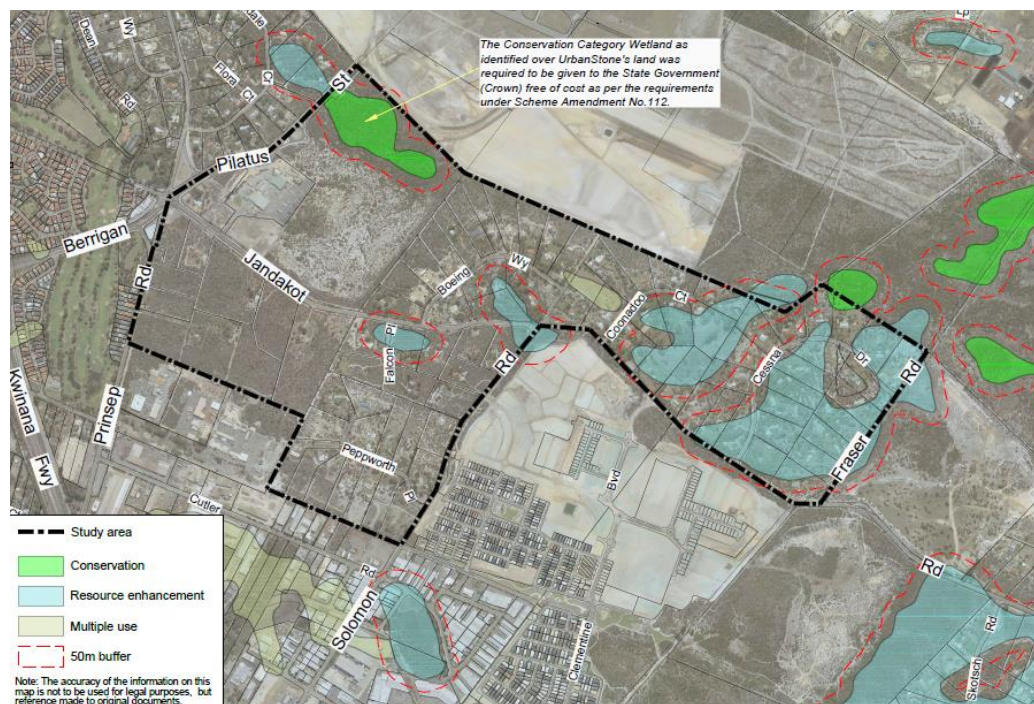 The Conservation Category Wetland as
identified over UrbanStone's land was
required to be given to the State Government
(Crown) free of cost as per the requirements
under Scheme Amendment No.112.
Dean
Wy
Rd
Flora Ct
Ct
St
Pilatus
Berrigan
Rd
Jandakot
Boeing
Wy
Falcon Pl
Rd
Coonadoo
Ct
Cessna
Dr
Rd
Fraser
Kwinana
Fwy
Prinsep
Peppworth
Pl
Cutler
Rd
Solomon
Bvd
Clementine
Rd
Rd
Skotsch
Study area
Conservation
Resource enhancement
Multiple use
50m buffer
Note: The accuracy of the information on this
map is not to be used for legal purposes, but
reference made to original documents.